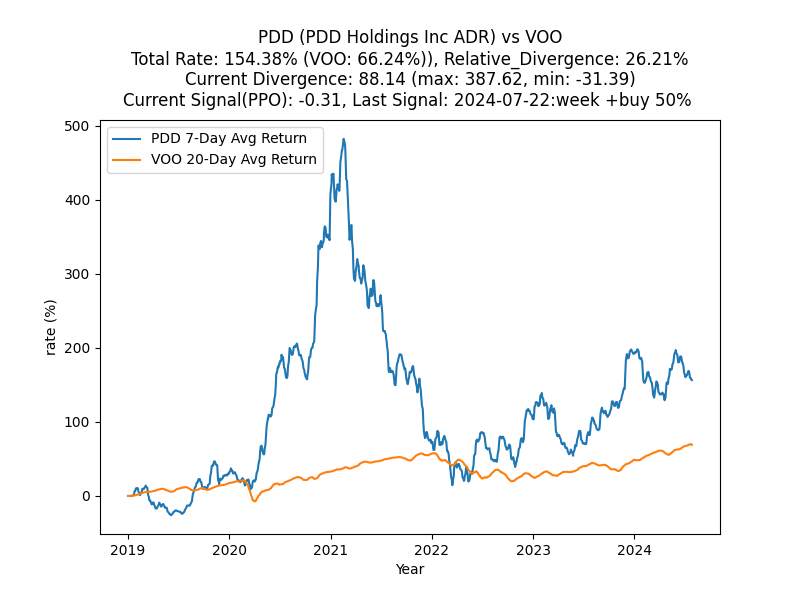 PDD (PDD Holdings Inc ADR) vs VOO
Total Rate: 154.38% (VOO: 66.24%)), Relative_Divergence: 26.21%
Current Divergence: 88.14 (max: 387.62, min: -31.39)
Current Signal(PPO): -0.31, Last Signal: 2024-07-22:week +buy 50%
PDD 7-Day Avg Return
VOO 20-Day Avg Return
500
400
300
200
100
0
rate (%)
2019 2020 2021 2022 2023 2024
Year